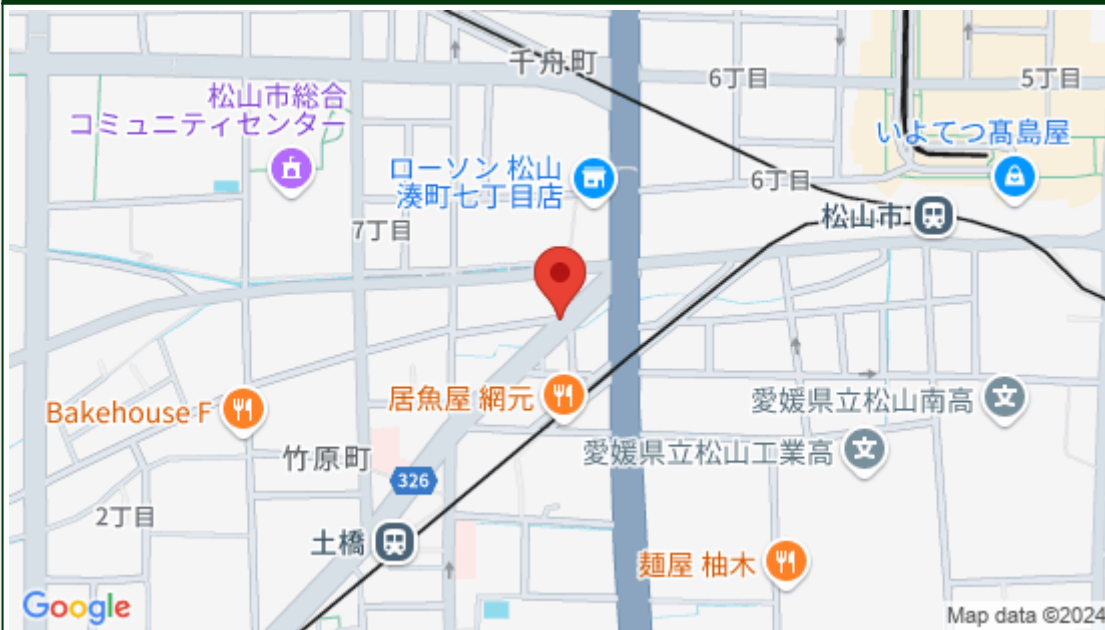 千舟町
6丁目
5丁目
松山市総合
コミュニティセンター
いよてつ髙島屋
ローソン 松山
湊町七丁目店
6丁目
松山市
7丁目
居魚屋 網元
愛媛県立松山南高
Bakehouse F
竹原町
愛媛県立松山工業高
326
2丁目
土橋
麺屋 柚木
Google
Map data ©2024